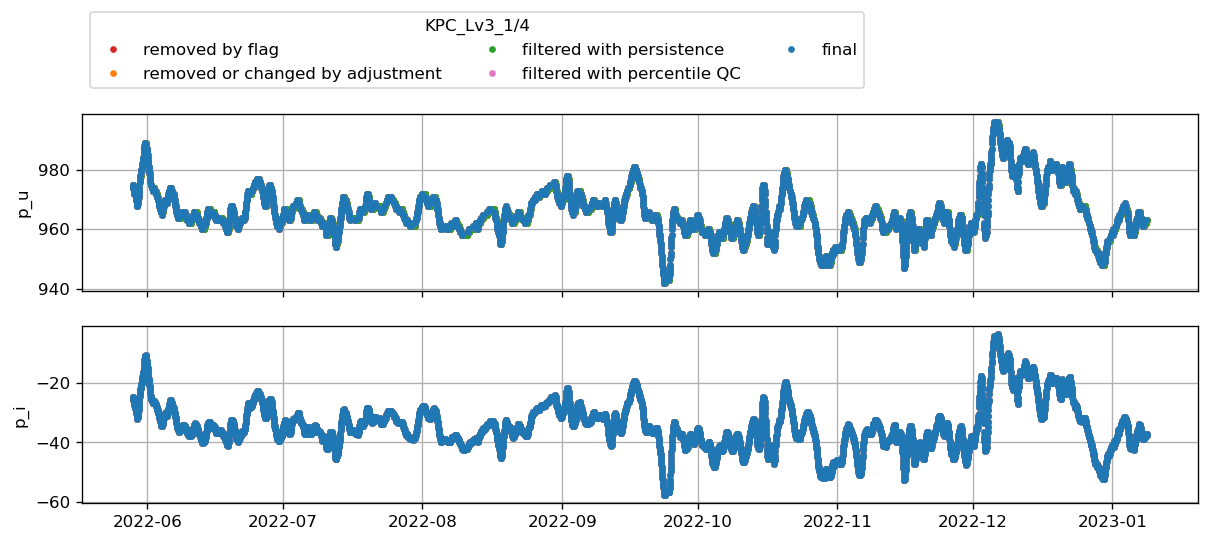 KPC_Lv3_1/4
removed by flag
removed or changed by adjustment
filtered with persistence
filtered with percentile QC
final
p_u
980
960
940
p_i
−20
−40
−60
2022-06 2022-07 2022-08 2022-09 2022-10 2022-11 2022-12 2023-01